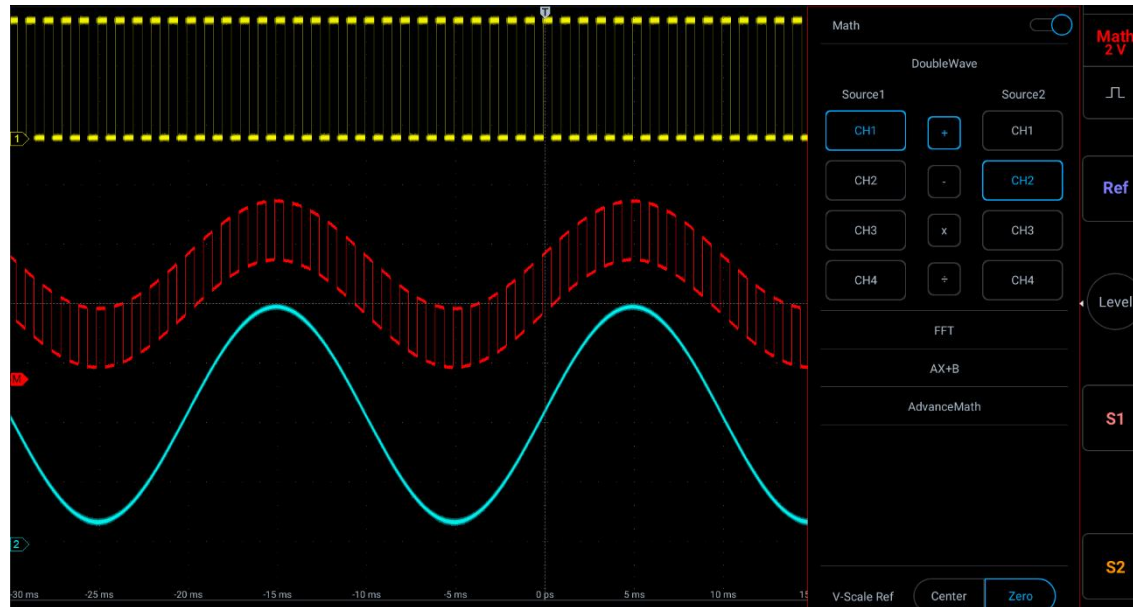 T
Math
Math
2 V
DoubleWave
Source1 Source2
CH1 + CH1
1
CH2 - CH2
Ref
CH3 x CH3
CH4 ÷ CH4
Level
FFT
AX+B
M
AdvanceMath
S1
2
S2
-30 ms -25 ms -20 ms -15 ms -10 ms -5 ms 0 ps 5 ms 10 ms 15
V-Scale Ref Center Zero